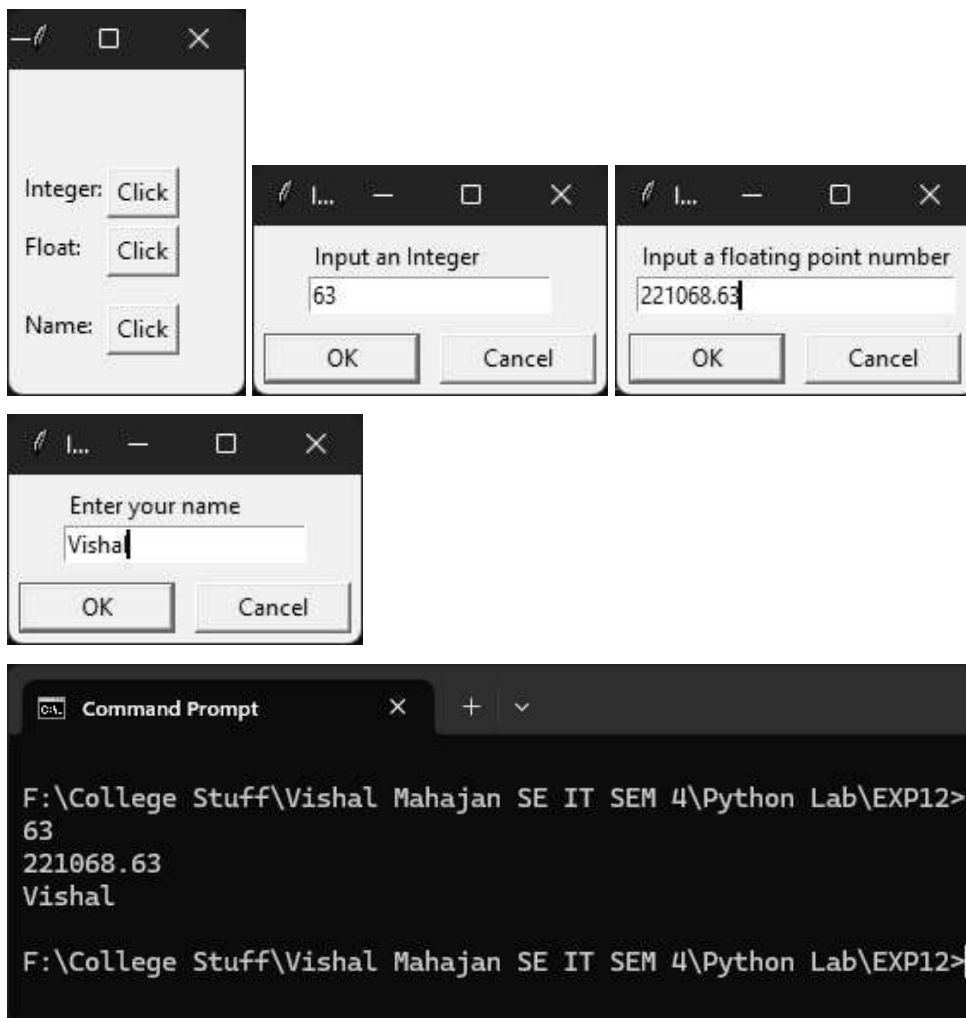 Integer: Click
Float: Click
Name: Click
I...
Input an Integer
63
OK Cancel
I...
Input a floating point number
221068.63
OK Cancel
I...
Enter your name
Vishal
OK Cancel
Command Prompt
F:\College Stuff\Vishal Mahajan SE IT SEM 4\Python Lab\EXP12>
63
221068.63
Vishal
F:\College Stuff\Vishal Mahajan SE IT SEM 4\Python Lab\EXP12>